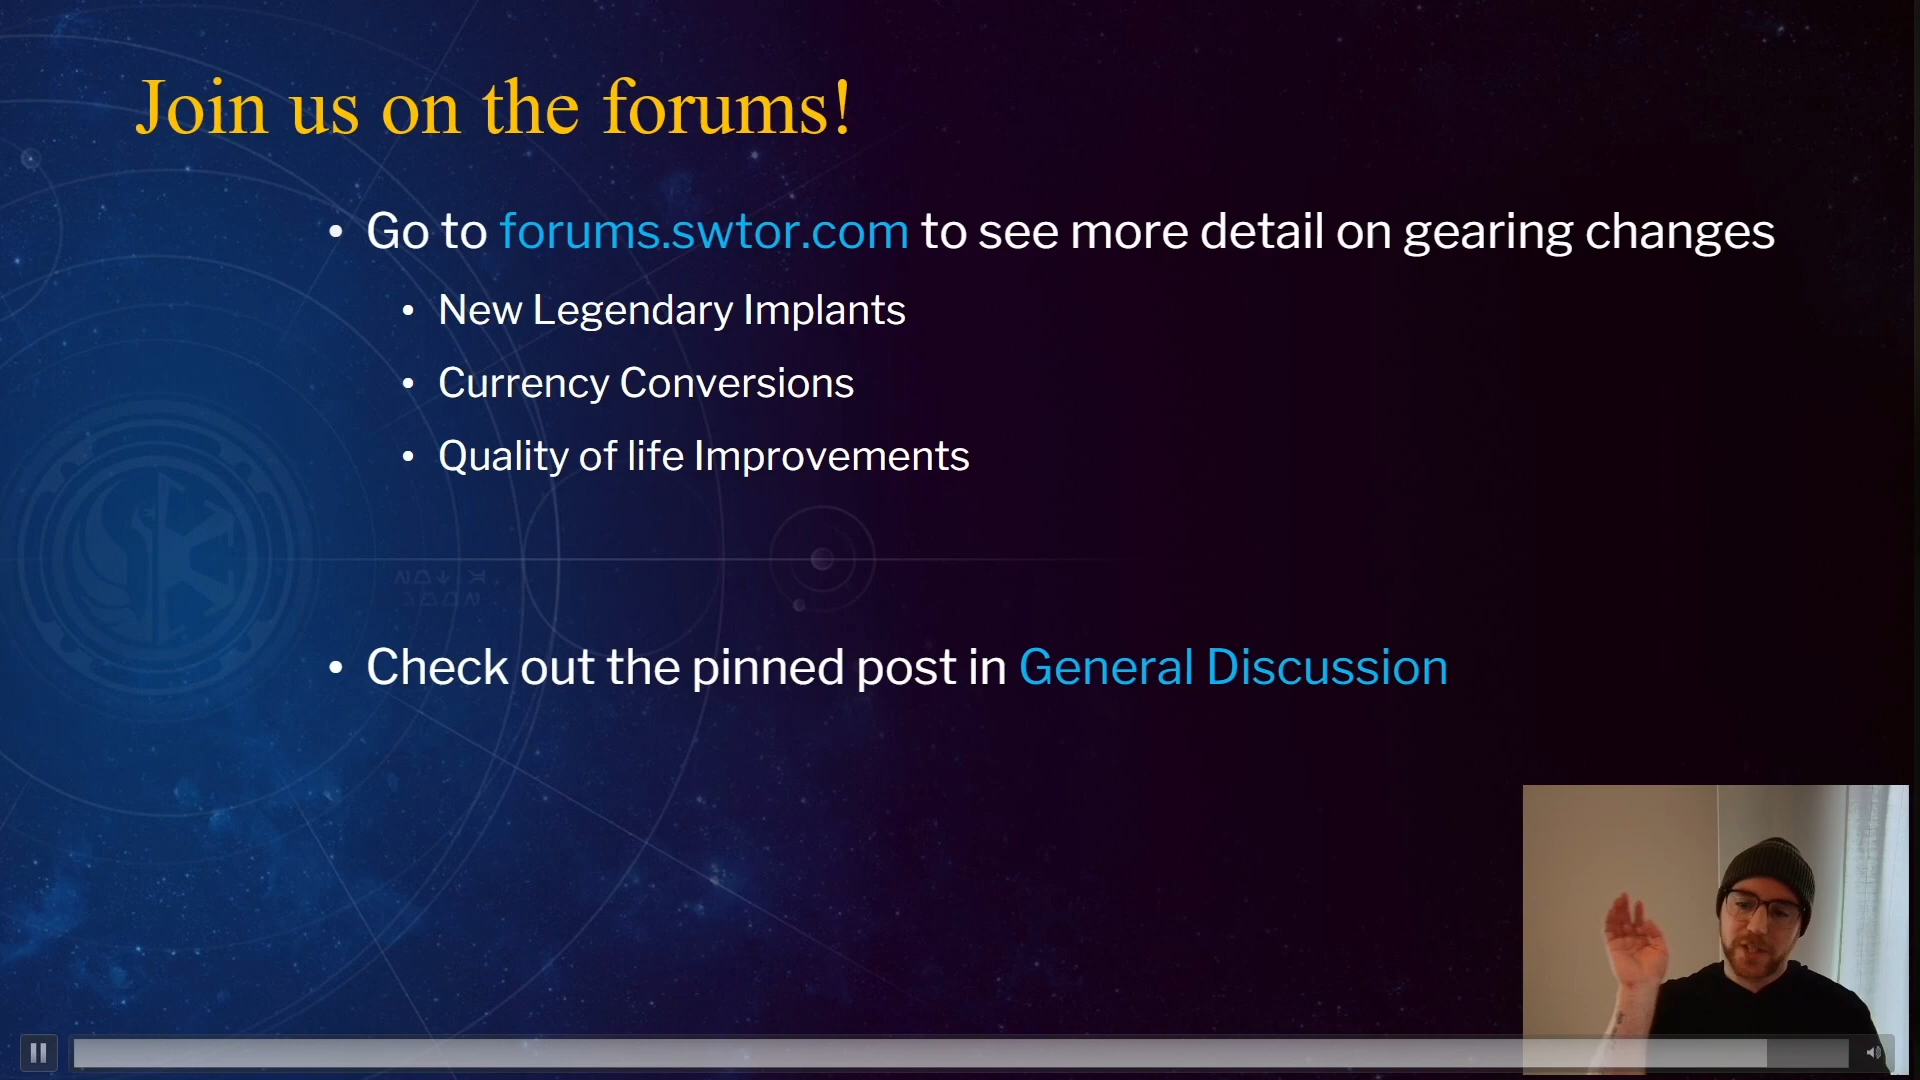 Join us on the forums!
• Go to forums.swtor.com to see more detail on gearing changes
• New Legendary Implants
• Currency Conversions
• Quality of life Improvements
• Check out the pinned post in General Discussion